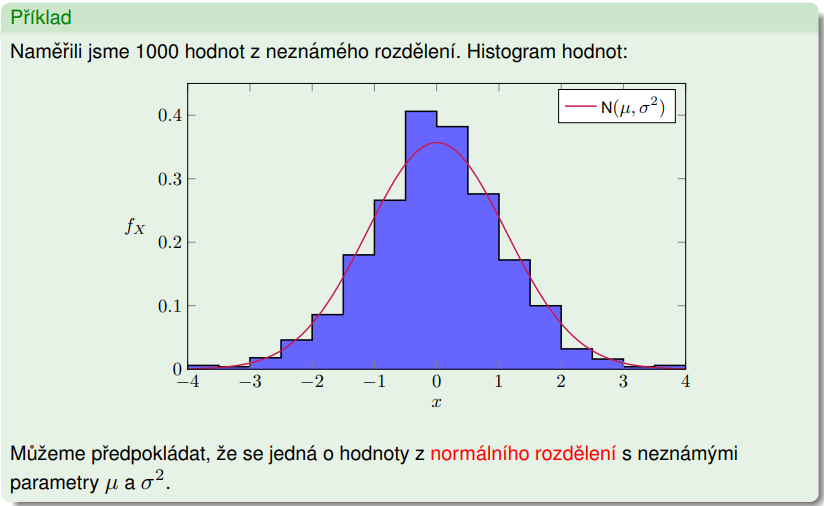 Příklad
Naměřili jsme 1000 hodnot z neznámého rozdělení. Histogram hodnot:
N(μ, σ²)
0.4
0.3
f_X 0.2
0.1
0
−4 −3 −2 −1 0 1 2 3 4
x
Můžeme předpokládat, že se jedná o hodnoty z normálního rozdělení s neznámými
parametry μ a σ².